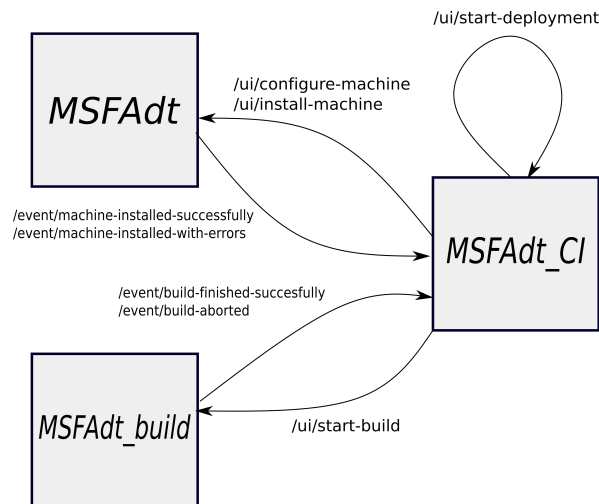 /ui/start-deployment
/ui/configure-machine
/ui/install-machine
MSFAdt
/event/machine-installed-successfully
/event/machine-installed-with-errors
MSFAdt_CI
/event/build-finished-succesfully
/event/build-aborted
MSFAdt_build
/ui/start-build